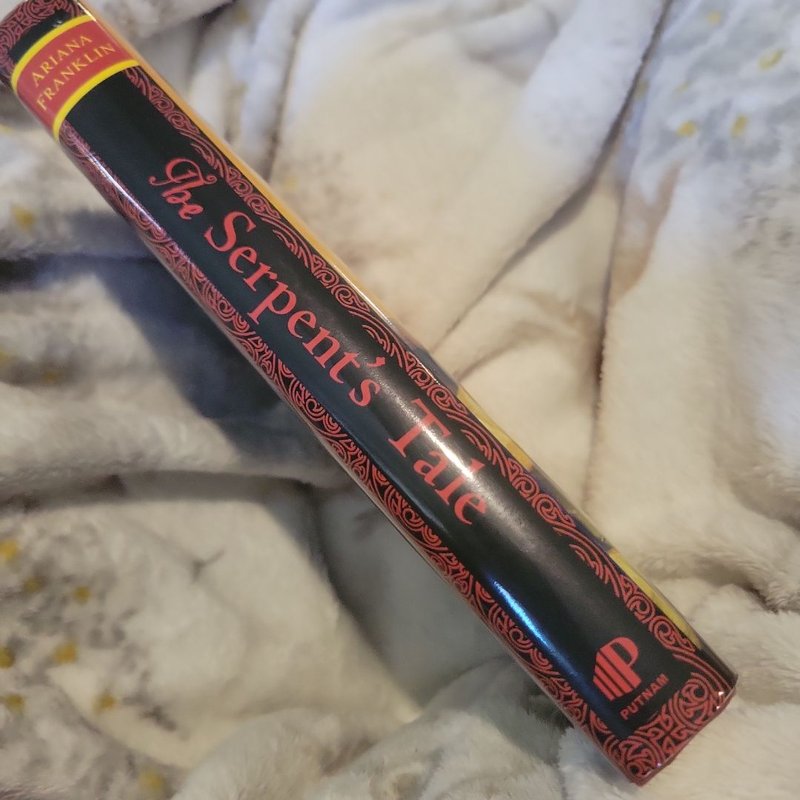 ARIANA
FRANKLIN
The Serpent's Tale
PUTNAM